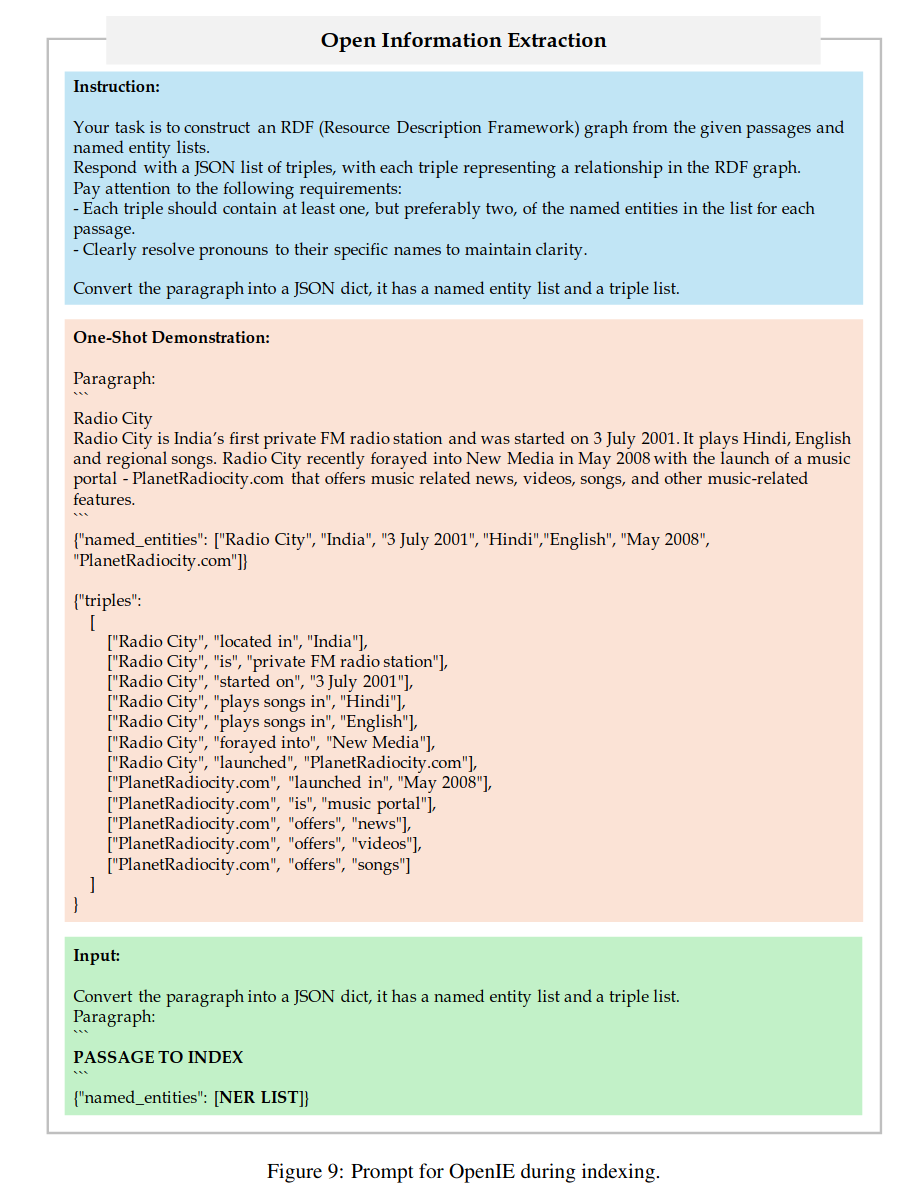 Open Information Extraction
Instruction:
Your task is to construct an RDF (Resource Description Framework) graph from the given passages and
named entity lists.
Respond with a JSON list of triples, with each triple representing a relationship in the RDF graph.
Pay attention to the following requirements:
- Each triple should contain at least one, but preferably two, of the named entities in the list for each
passage.
- Clearly resolve pronouns to their specific names to maintain clarity.
Convert the paragraph into a JSON dict, it has a named entity list and a triple list.
One-Shot Demonstration:
Paragraph:
```
Radio City
Radio City is India's first private FM radio station and was started on 3 July 2001. It plays Hindi, English
and regional songs. Radio City recently forayed into New Media in May 2008 with the launch of a music
portal - PlanetRadiocity.com that offers music related news, videos, songs, and other music-related
features.
```
{"named_entities": ["Radio City", "India", "3 July 2001", "Hindi","English", "May 2008",
"PlanetRadiocity.com"]}
{"triples":
[
["Radio City", "located in", "India"],
["Radio City", "is", "private FM radio station"],
["Radio City", "started on", "3 July 2001"],
["Radio City", "plays songs in", "Hindi"],
["Radio City", "plays songs in", "English"],
["Radio City", "forayed into", "New Media"],
["Radio City", "launched", "PlanetRadiocity.com"],
["PlanetRadiocity.com", "launched in", "May 2008"],
["PlanetRadiocity.com", "is", "music portal"],
["PlanetRadiocity.com", "offers", "news"],
["PlanetRadiocity.com", "offers", "videos"],
["PlanetRadiocity.com", "offers", "songs"]
]
}
Input:
Convert the paragraph into a JSON dict, it has a named entity list and a triple list.
Paragraph:
```
PASSAGE TO INDEX
```
{"named_entities": [NER LIST]}
Figure 9: Prompt for OpenIE during indexing.